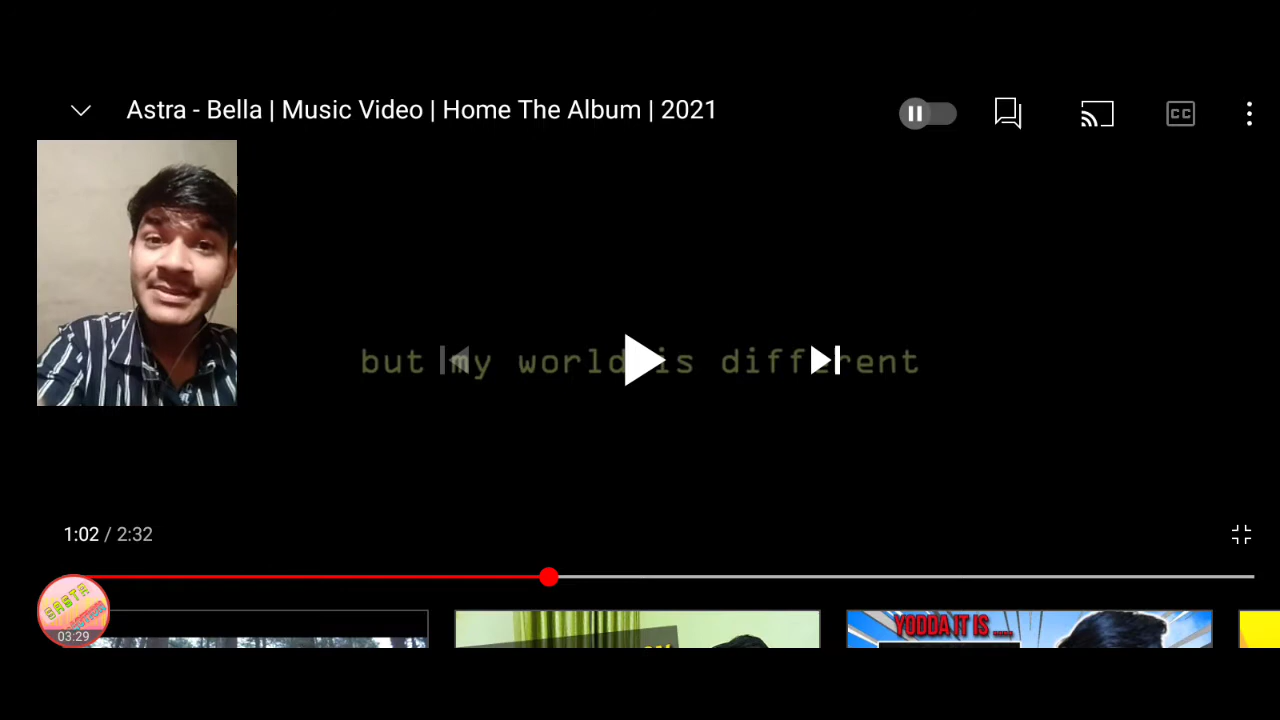 Astra - Bella | Music Video | Home The Album | 2021
CC
but my world is different
1:02 / 2:32
03:29
YODDA IT IS ....